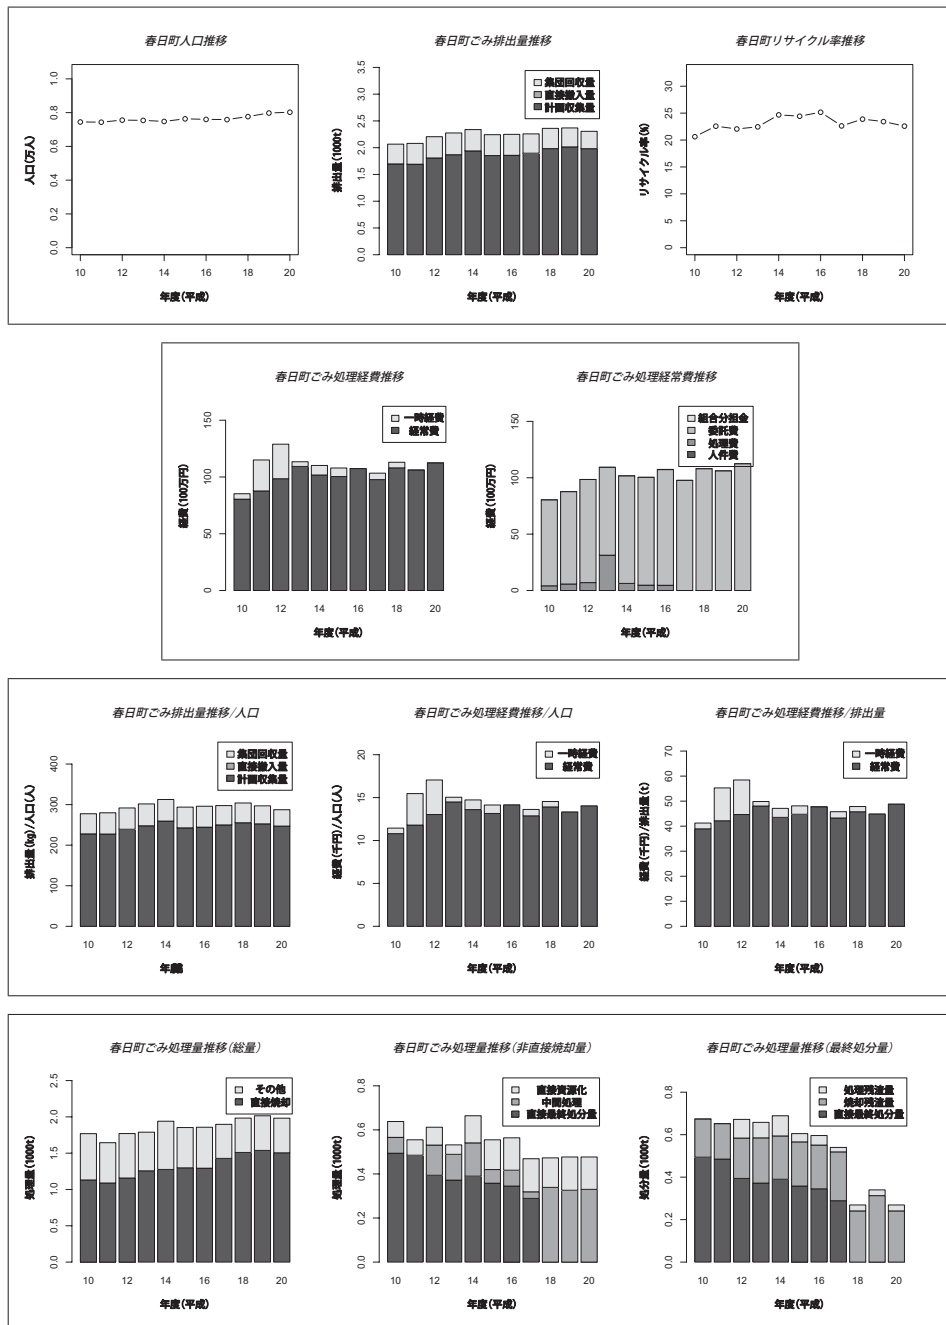 春日町人口推移
人口(万人)
0.0 0.2 0.4 0.6 0.8 1.0
10 12 14 16 18 20
年度(平成)
春日町ごみ排出量推移
排出量(1000t)
0.0 0.5 1.0 1.5 2.0 2.5 3.0 3.5
集団回収量
直接搬入量
計画収集量
10 12 14 16 18 20
年度(平成)
春日町リサイクル率推移
リサイクル率(%)
0 5 10 15 20 25 30
10 12 14 16 18 20
年度(平成)
春日町ごみ処理経費推移
経費(100万円)
0 50 100 150
一時経費
経常費
10 12 14 16 18 20
年度(平成)
春日町ごみ処理経常費推移
経費(100万円)
0 50 100 150
組合分担金
委託費
処理費
人件費
10 12 14 16 18 20
年度(平成)
春日町ごみ排出量推移/人口
排出量(kg)/人口(人)
0 100 200 300 400
集団回収量
直接搬入量
計画収集量
10 12 14 16 18 20
春日町ごみ処理経費推移/人口
経費(千円)/人口(人)
0 5 10 15 20
一時経費
経常費
10 12 14 16 18 20
年度(平成)
春日町ごみ処理経費推移/排出量
経費(千円)/排出量(t)
0 10 20 30 40 50 60 70
一時経費
経常費
10 12 14 16 18 20
年度(平成)
春日町ごみ処理量推移(総量)
処理量(1000t)
0.0 0.5 1.0 1.5 2.0 2.5
その他
直接焼却
10 12 14 16 18 20
年度(平成)
春日町ごみ処理量推移(非直接焼却量)
処理量(1000t)
0.0 0.2 0.4 0.6 0.8
直接資源化
中間処理
直接最終処分量
10 12 14 16 18 20
年度(平成)
春日町ごみ処理量推移(最終処分量)
処分量(1000t)
0.0 0.2 0.4 0.6 0.8
処理残渣量
焼却残渣量
直接最終処分量
10 12 14 16 18 20
年度(平成)